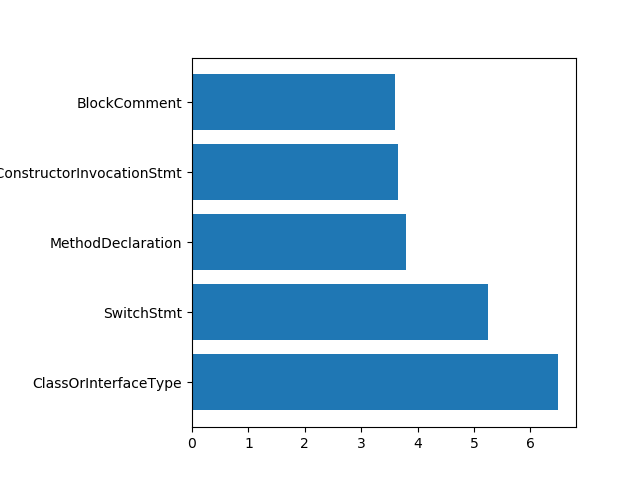 BlockComment
ConstructorInvocationStmt
MethodDeclaration
SwitchStmt
ClassOrInterfaceType
0 1 2 3 4 5 6